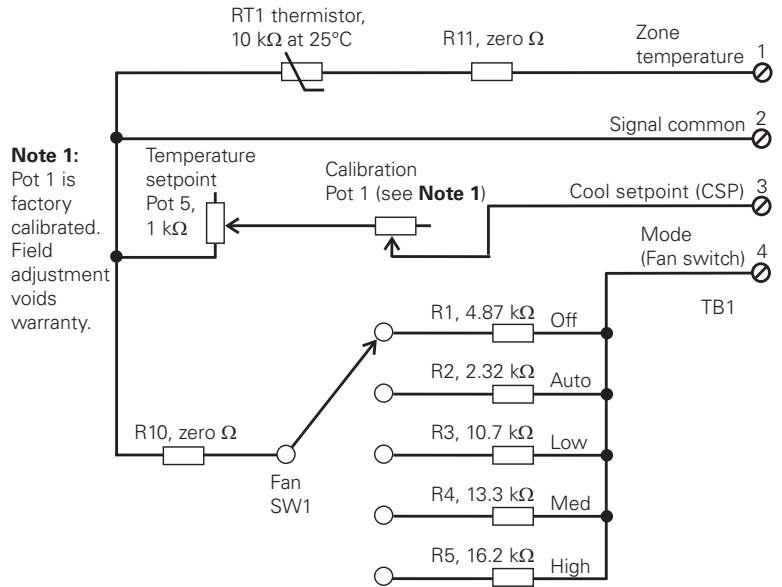 RT1 thermistor,
10 kΩ at 25°C
R11, zero Ω
Zone
temperature
1
Signal common
2
Note 1:
Pot 1 is
factory
calibrated.
Field
adjustment
voids
warranty.
Temperature
setpoint
Pot 5,
1 kΩ
Calibration
Pot 1 (see Note 1)
Cool setpoint (CSP)
3
Mode
(Fan switch)
4
TB1
R1, 4.87 kΩ
Off
R2, 2.32 kΩ
Auto
R3, 10.7 kΩ
Low
R4, 13.3 kΩ
Med
R5, 16.2 kΩ
High
R10, zero Ω
Fan
SW1